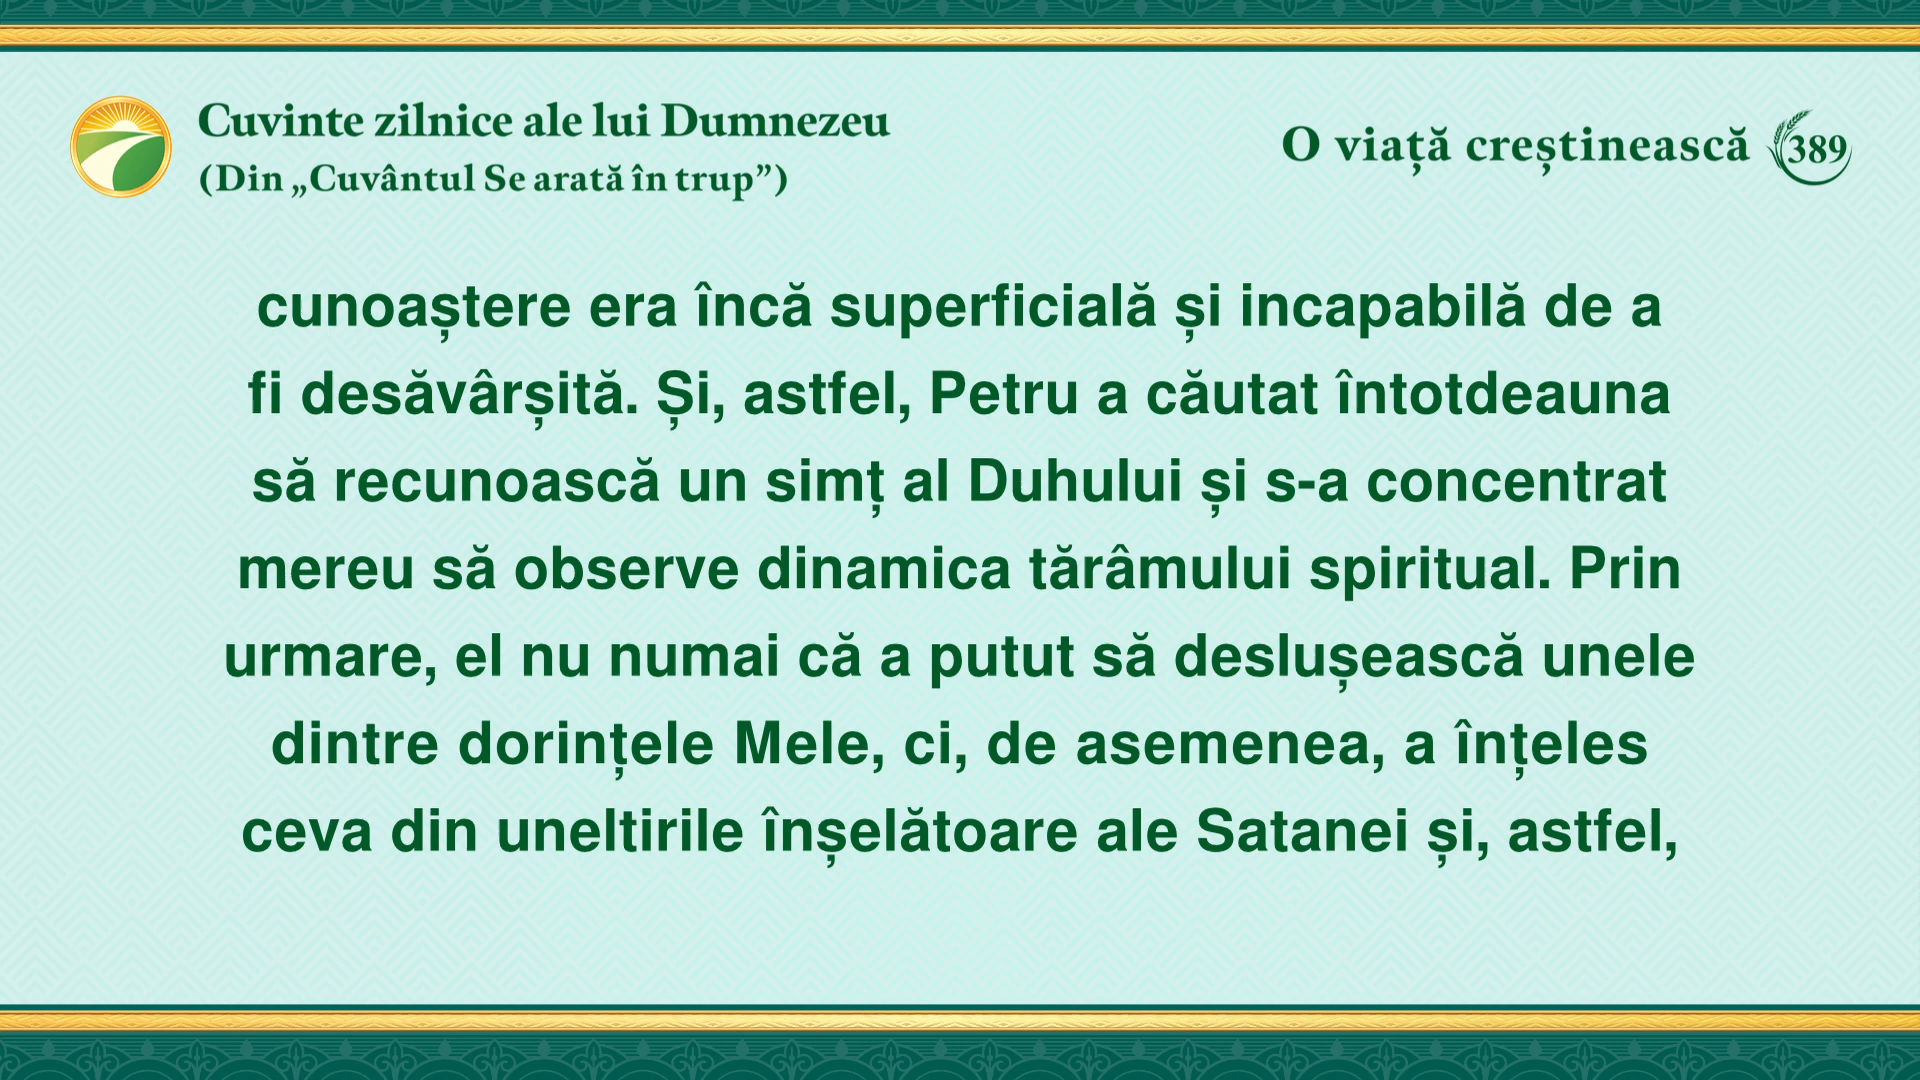 Cuvinte zilnice ale lui Dumnezeu
(Din „Cuvântul Se arată în trup”)
O viață creștinească 389
cunoaștere era încă superficială și incapabilă de a
fi desăvârșită. Și, astfel, Petru a căutat întotdeauna
să recunoască un simț al Duhului și s-a concentrat
mereu să observe dinamica tărâmului spiritual. Prin
urmare, el nu numai că a putut să deslușească unele
dintre dorințele Mele, ci, de asemenea, a înțeles
ceva din uneltirile înșelătoare ale Satanei și, astfel,